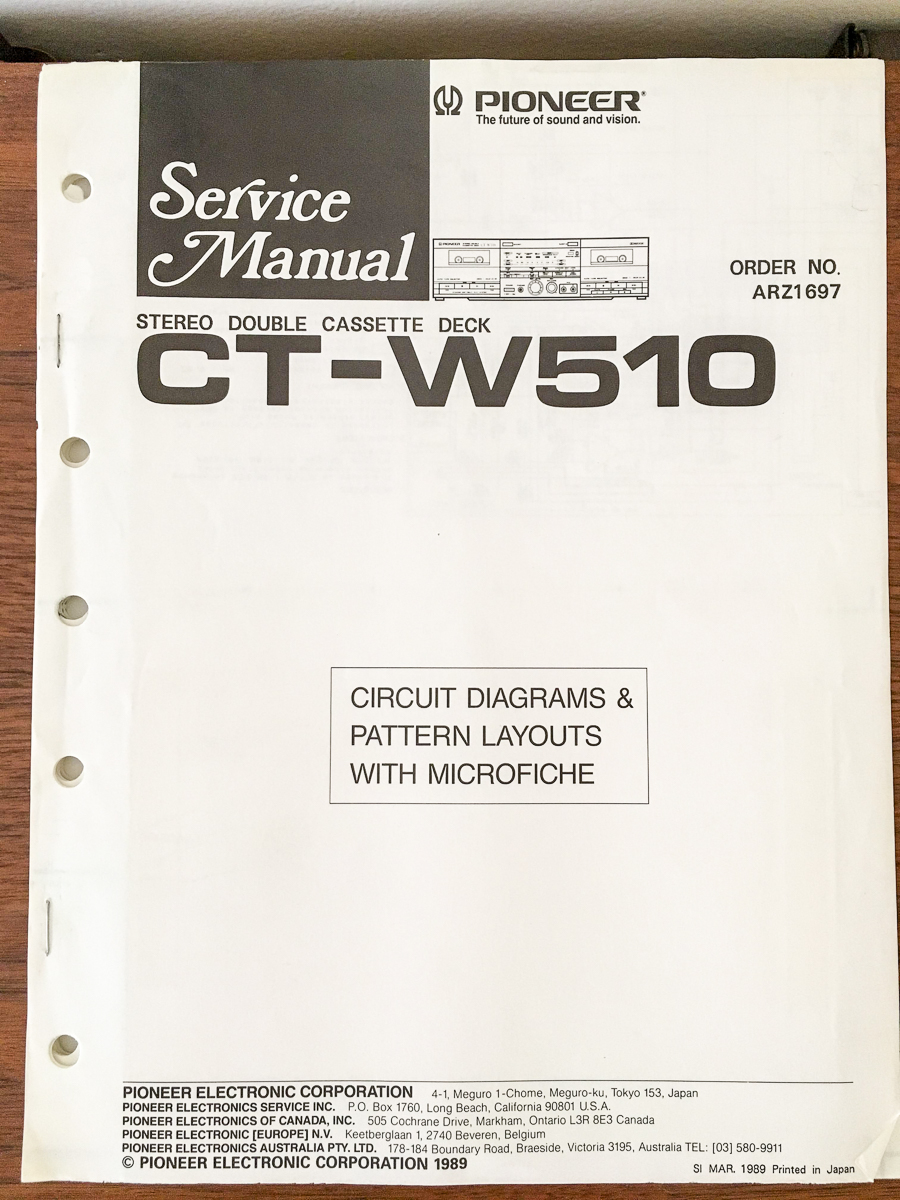 PIONEER®
The future of sound and vision.
Service
Manual
ORDER NO.
ARZ1697
STEREO DOUBLE CASSETTE DECK
CT-W510
CIRCUIT DIAGRAMS &
PATTERN LAYOUTS
WITH MICROFICHE
PIONEER ELECTRONIC CORPORATION 4-1, Meguro 1-Chome, Meguro-ku, Tokyo 153, Japan
PIONEER ELECTRONICS SERVICE INC. P.O. Box 1760, Long Beach, California 90801 U.S.A.
PIONEER ELECTRONICS OF CANADA, INC. 505 Cochrane Drive, Markham, Ontario L3R 8E3 Canada
PIONEER ELECTRONIC [EUROPE] N.V. Keetberglaan 1, 2740 Beveren, Belgium
PIONEER ELECTRONICS AUSTRALIA PTY. LTD. 178-184 Boundary Road, Braeside, Victoria 3195, Australia TEL: [03] 580-9911
© PIONEER ELECTRONIC CORPORATION 1989
SI MAR. 1989 Printed in Japan